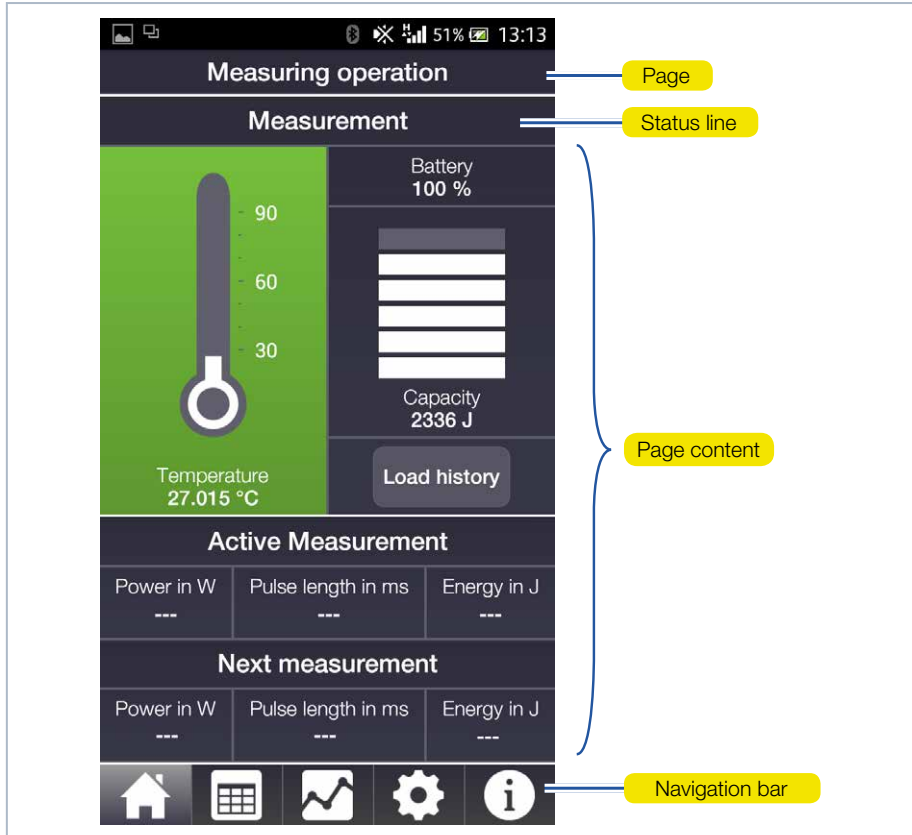 51% 13:13
Measuring operation
Page
Measurement
Status line
Battery
100 %
90
60
30
Capacity
2336 J
Temperature
27.015 °C
Load history
Page content
Active Measurement
Power in W Pulse length in ms Energy in J
--- --- ---
Next measurement
Power in W Pulse length in ms Energy in J
--- --- ---
Navigation bar